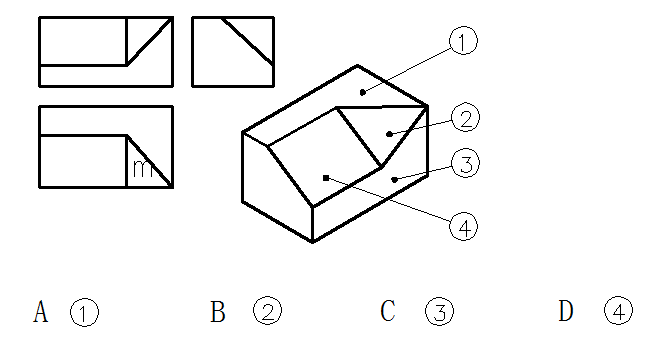 ①
②
③
m
④
A ① B ② C ③ D ④